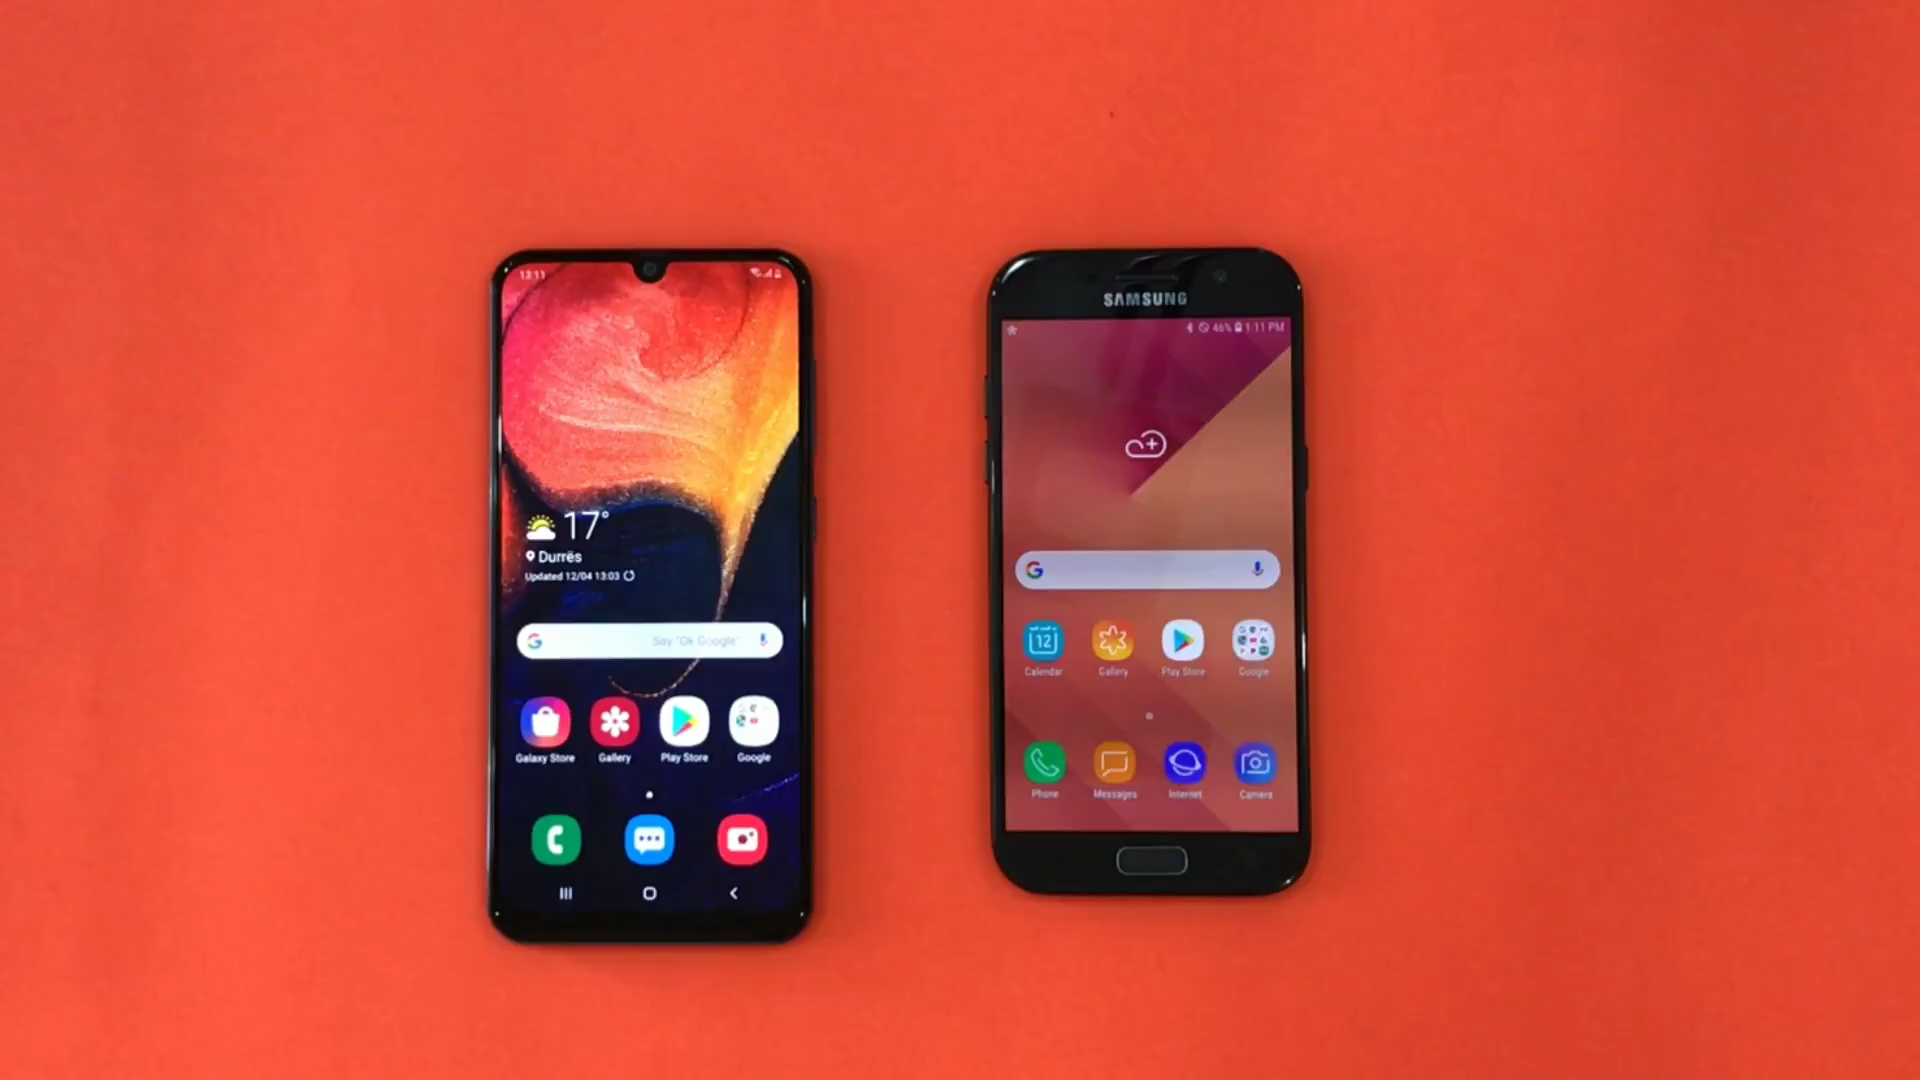 13:11
17°
Durrës
Updated 12/04 13:03
Say "Ok Google"
Galaxy Store
Gallery
Play Store
Google
SAMSUNG
46% 1:11 PM
12
Calendar
Gallery
Play Store
Google
Phone
Messages
Internet
Camera